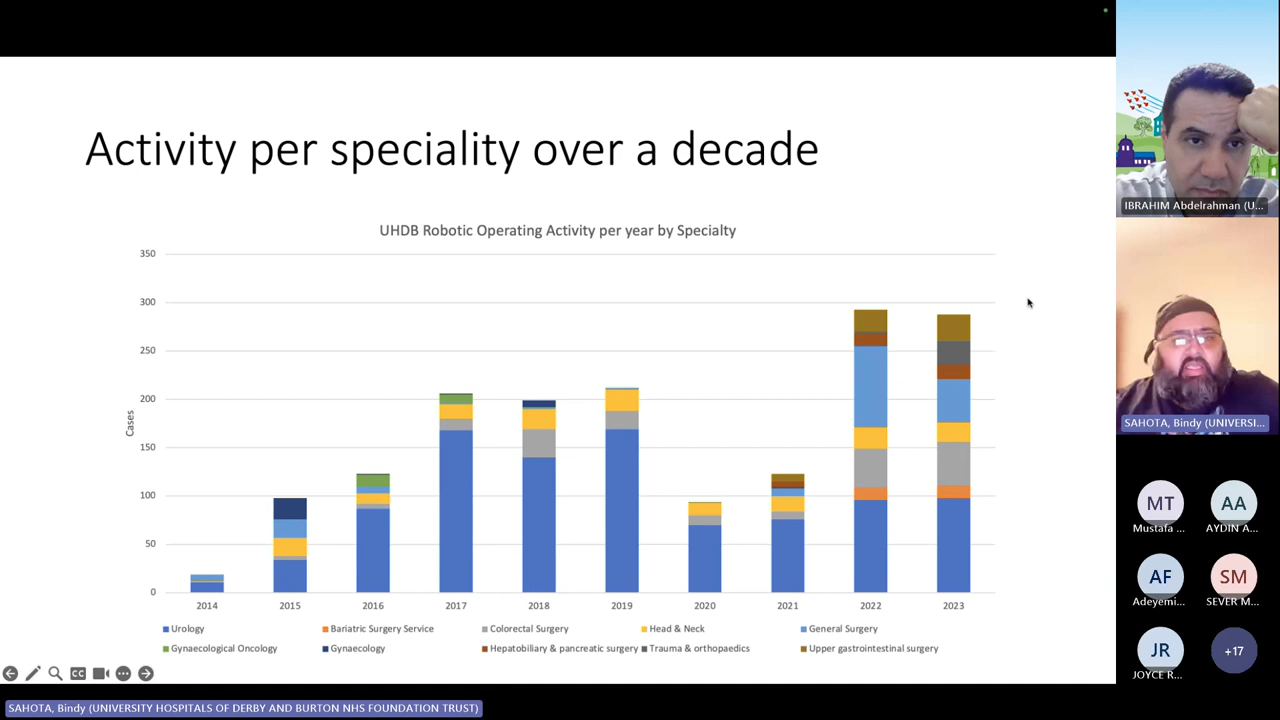 Activity per speciality over a decade
UHDB Robotic Operating Activity per year by Specialty
350
300
250
200
150
100
50
0
Cases
2014 2015 2016 2017 2018 2019 2020 2021 2022 2023
Urology Bariatric Surgery Service Colorectal Surgery Head & Neck General Surgery
Gynaecological Oncology Gynaecology Hepatobiliary & pancreatic surgery Trauma & orthopaedics Upper gastrointestinal surgery
CC
SAHOTA, Bindy (UNIVERSITY HOSPITALS OF DERBY AND BURTON NHS FOUNDATION TRUST)
IBRAHIM Abdelrahman (U...
SAHOTA, Bindy (UNIVERSI...
MT AA
Mustafa ... AYDIN A...
AF SM
Adeyemi... SEVER M...
JR +17
JOYCE R...